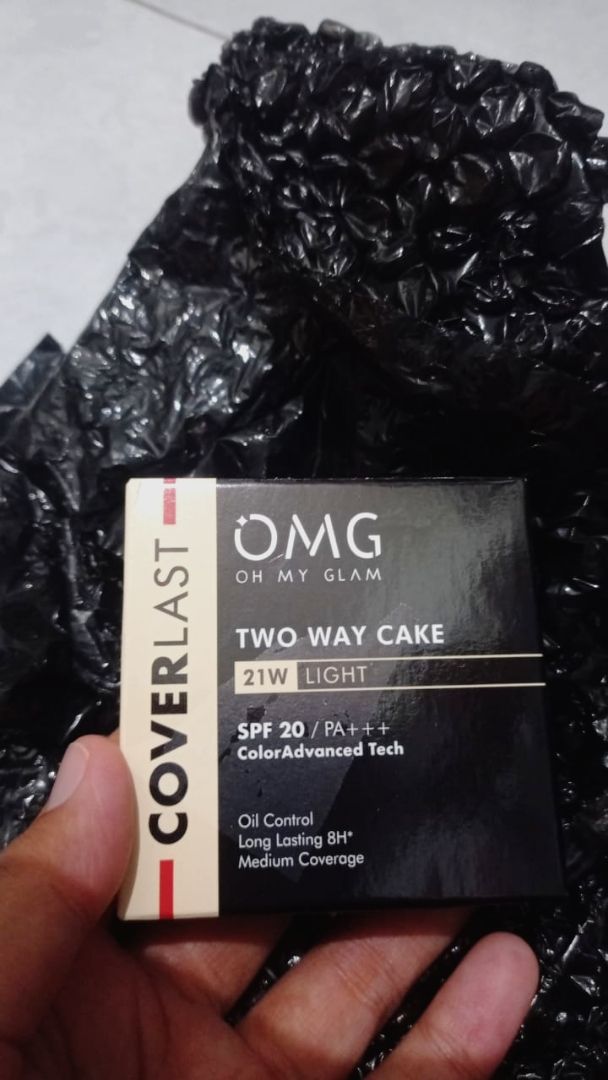 COVERLAST
OMG
OH MY GLAM
TWO WAY CAKE
21W LIGHT
SPF 20 / PA+++
ColorAdvanced Tech
Oil Control
Long Lasting 8H*
Medium Coverage